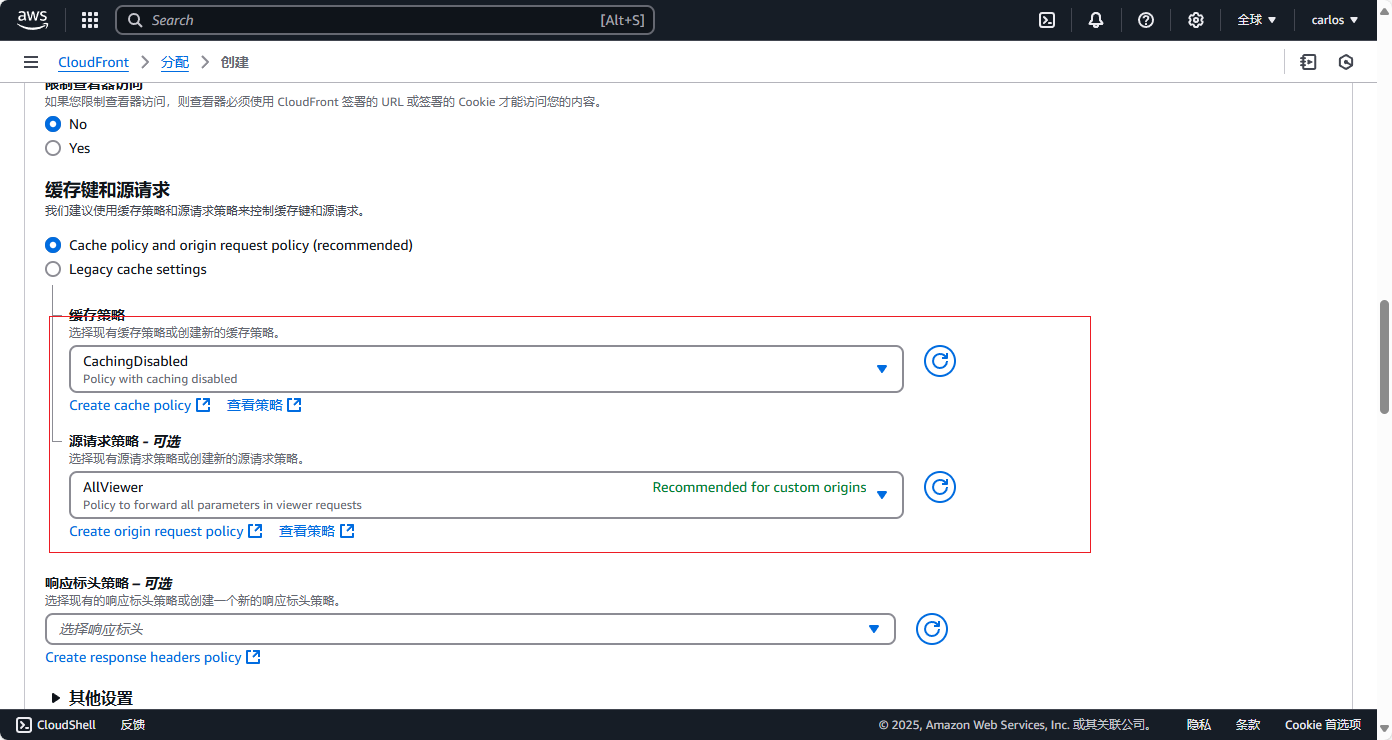 aws
Search
[Alt+S]
全球
carlos
CloudFront
分配
创建
限制查看器访问
如果您限制查看器访问，则查看器必须使用 CloudFront 签署的 URL 或签署的 Cookie 才能访问您的内容。
No
Yes
缓存键和源请求
我们建议使用缓存策略和源请求策略来控制缓存键和源请求。
Cache policy and origin request policy (recommended)
Legacy cache settings
缓存策略
选择现有缓存策略或创建新的缓存策略。
CachingDisabled
Policy with caching disabled
Create cache policy 查看策略
源请求策略 - 可选
选择现有源请求策略或创建新的源请求策略。
AllViewer
Recommended for custom origins
Policy to forward all parameters in viewer requests
Create origin request policy 查看策略
响应标头策略 – 可选
选择现有的响应标头策略或创建一个新的响应标头策略。
选择响应标头
Create response headers policy
其他设置
CloudShell
反馈
© 2025, Amazon Web Services, Inc. 或其关联公司。
隐私
条款
Cookie 首选项